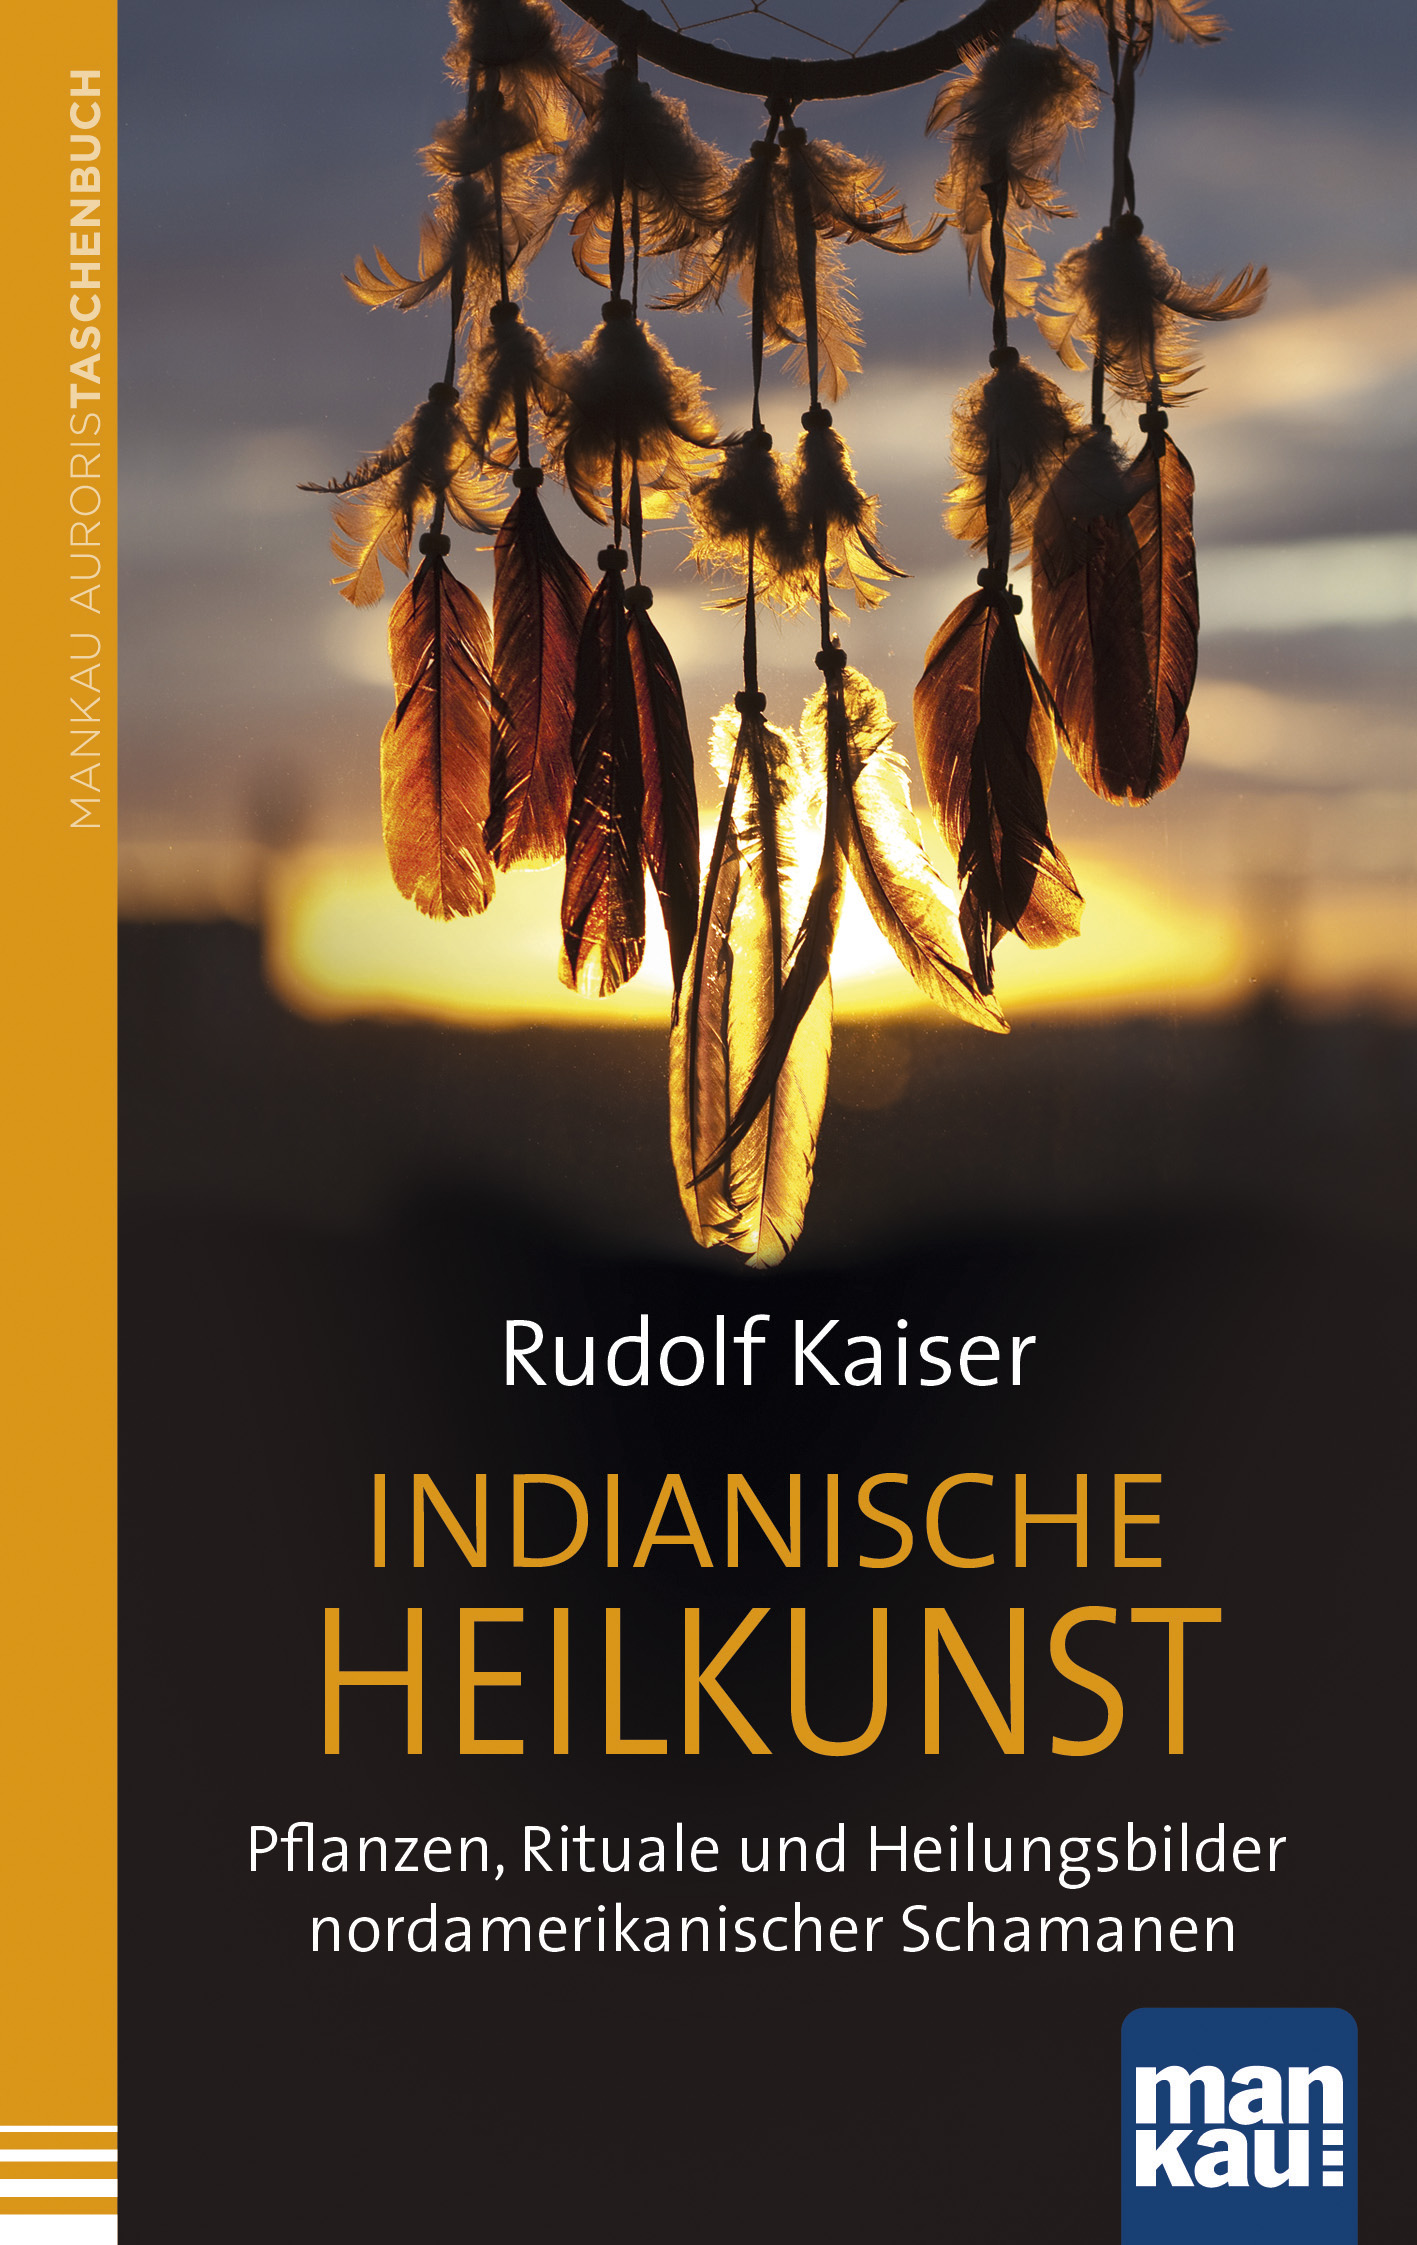 MANKAU AURORISTASCHENBUCH
Rudolf Kaiser
INDIANISCHE
HEILKUNST
Pflanzen, Rituale und Heilungsbilder
nordamerikanischer Schamanen
man
kau